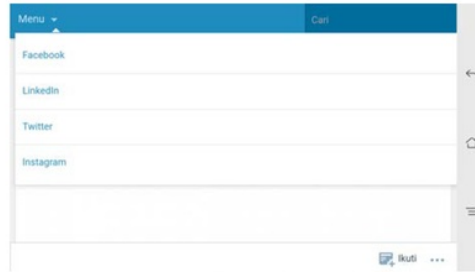 Menu
Cari
Facebook
LinkedIn
Twitter
Instagram
Ikuti